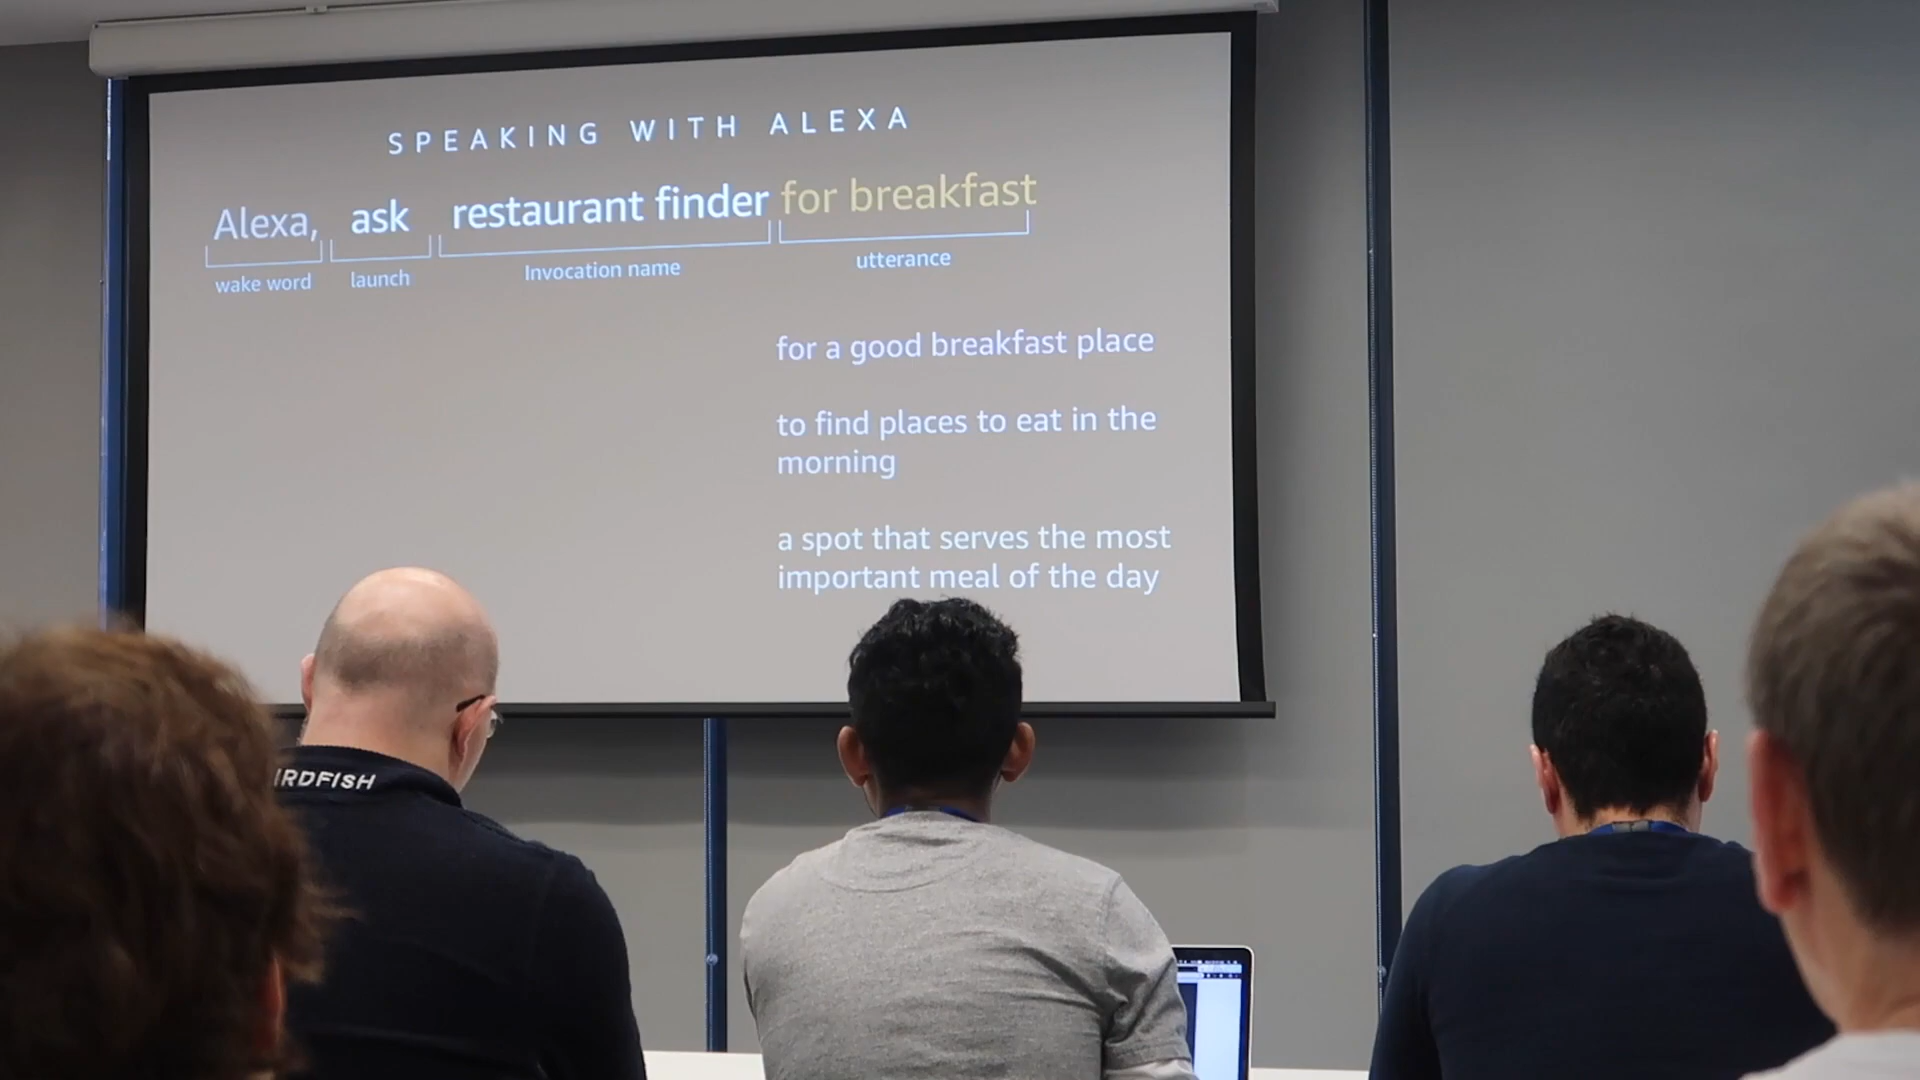 SPEAKING WITH ALEXA
Alexa, ask restaurant finder for breakfast
wake word launch Invocation name utterance
for a good breakfast place
to find places to eat in the
morning
a spot that serves the most
important meal of the day
IRDFISH